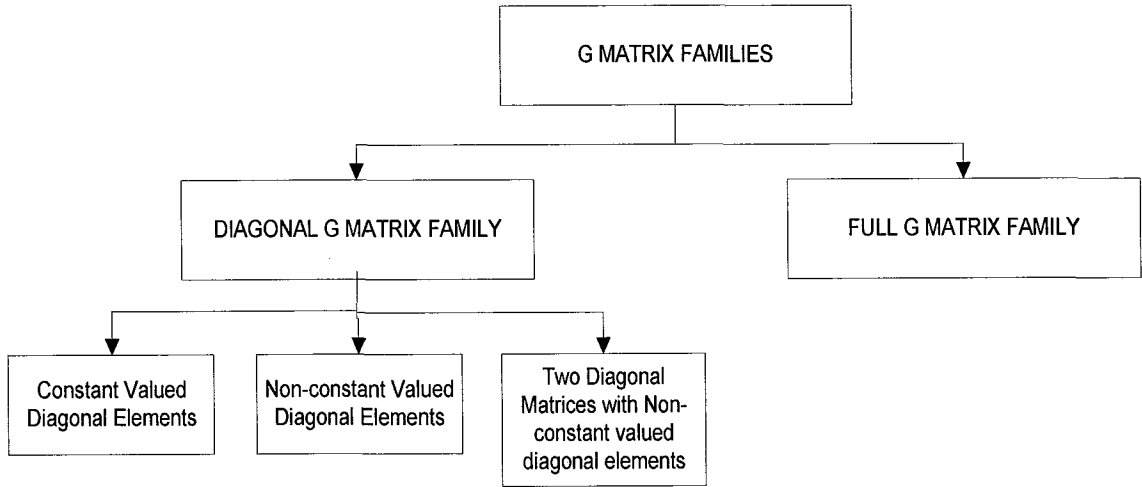 G MATRIX FAMILIES
DIAGONAL G MATRIX FAMILY
FULL G MATRIX FAMILY
Constant Valued
Diagonal Elements
Non-constant Valued
Diagonal Elements
Two Diagonal
Matrices with Non-
constant valued
diagonal elements